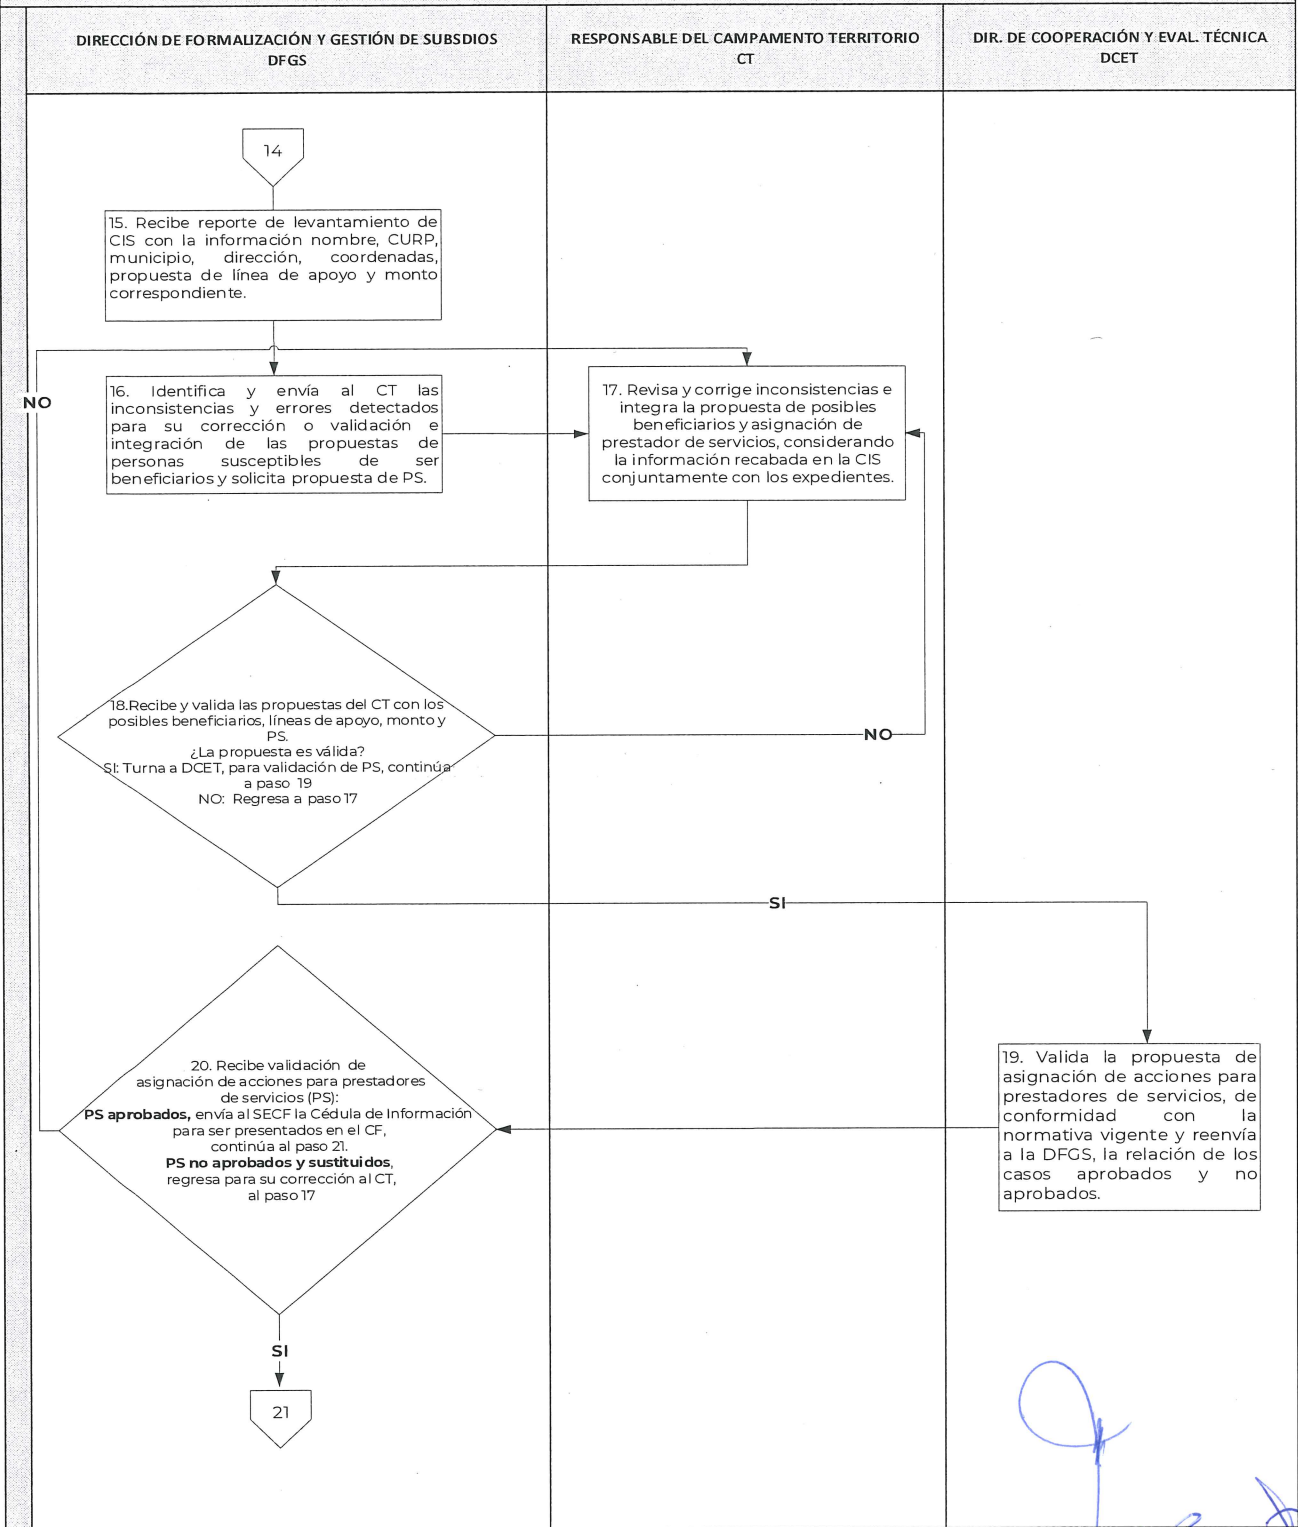 DIRECCIÓN DE FORMALIZACIÓN Y GESTIÓN DE SUBSDIOS
DFGS
RESPONSABLE DEL CAMPAMENTO TERRITORIO
CT
DIR. DE COOPERACIÓN Y EVAL. TÉCNICA
DCET
14
15. Recibe reporte de levantamiento de
CIS con la información nombre, CURP,
municipio, dirección, coordenadas,
propuesta de línea de apoyo y monto
correspondiente.
NO
16. Identifica y envía al CT las
inconsistencias y errores detectados
para su corrección o validación e
integración de las propuestas de
personas susceptibles de ser
beneficiarios y solicita propuesta de PS.
17. Revisa y corrige inconsistencias e
integra la propuesta de posibles
beneficiarios y asignación de
prestador de servicios, considerando
la información recabada en la CIS
conjuntamente con los expedientes.
18.Recibe y valida las propuestas del CT con los
posibles beneficiarios, líneas de apoyo, monto y
PS.
¿La propuesta es válida?
SI: Turna a DCET, para validación de PS, continúa
a paso 19
NO: Regresa a paso 17
NO
SI
19. Valida la propuesta de
asignación de acciones para
prestadores de servicios, de
conformidad con la
normativa vigente y reenvía
a la DFGS, la relación de los
casos aprobados y no
aprobados.
20. Recibe validación de
asignación de acciones para prestadores
de servicios (PS):
PS aprobados, envía al SECF la Cédula de Información
para ser presentados en el CF,
continúa al paso 21.
PS no aprobados y sustituidos,
regresa para su corrección al CT,
al paso 17
SI
21